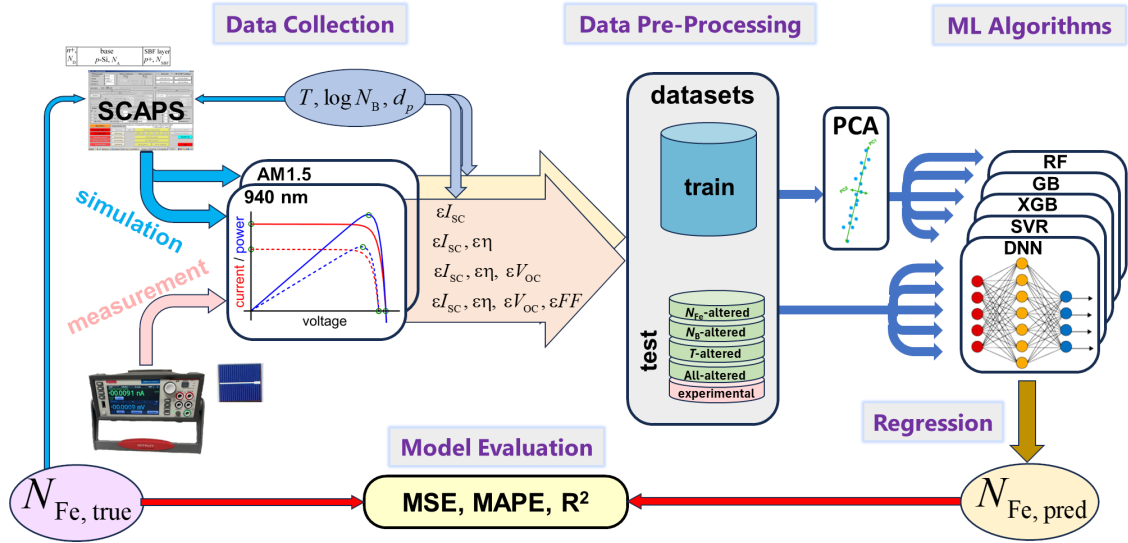 Data Collection
Data Pre-Processing
ML Algorithms
n+, base SBF layer
N_D p-Si, N_A p+, N_SBF
SCAPS
T, log N_B, d_p
simulation
measurement
AM1.5
940 nm
current / power
voltage
εI_SC
εI_SC, εη
εI_SC, εη, εV_OC
εI_SC, εη, εV_OC, εFF
datasets
train
test
N_Fe-altered
N_B-altered
T-altered
All-altered
experimental
PCA
RF
GB
XGB
SVR
DNN
Regression
Model Evaluation
N_Fe, true
MSE, MAPE, R²
N_Fe, pred